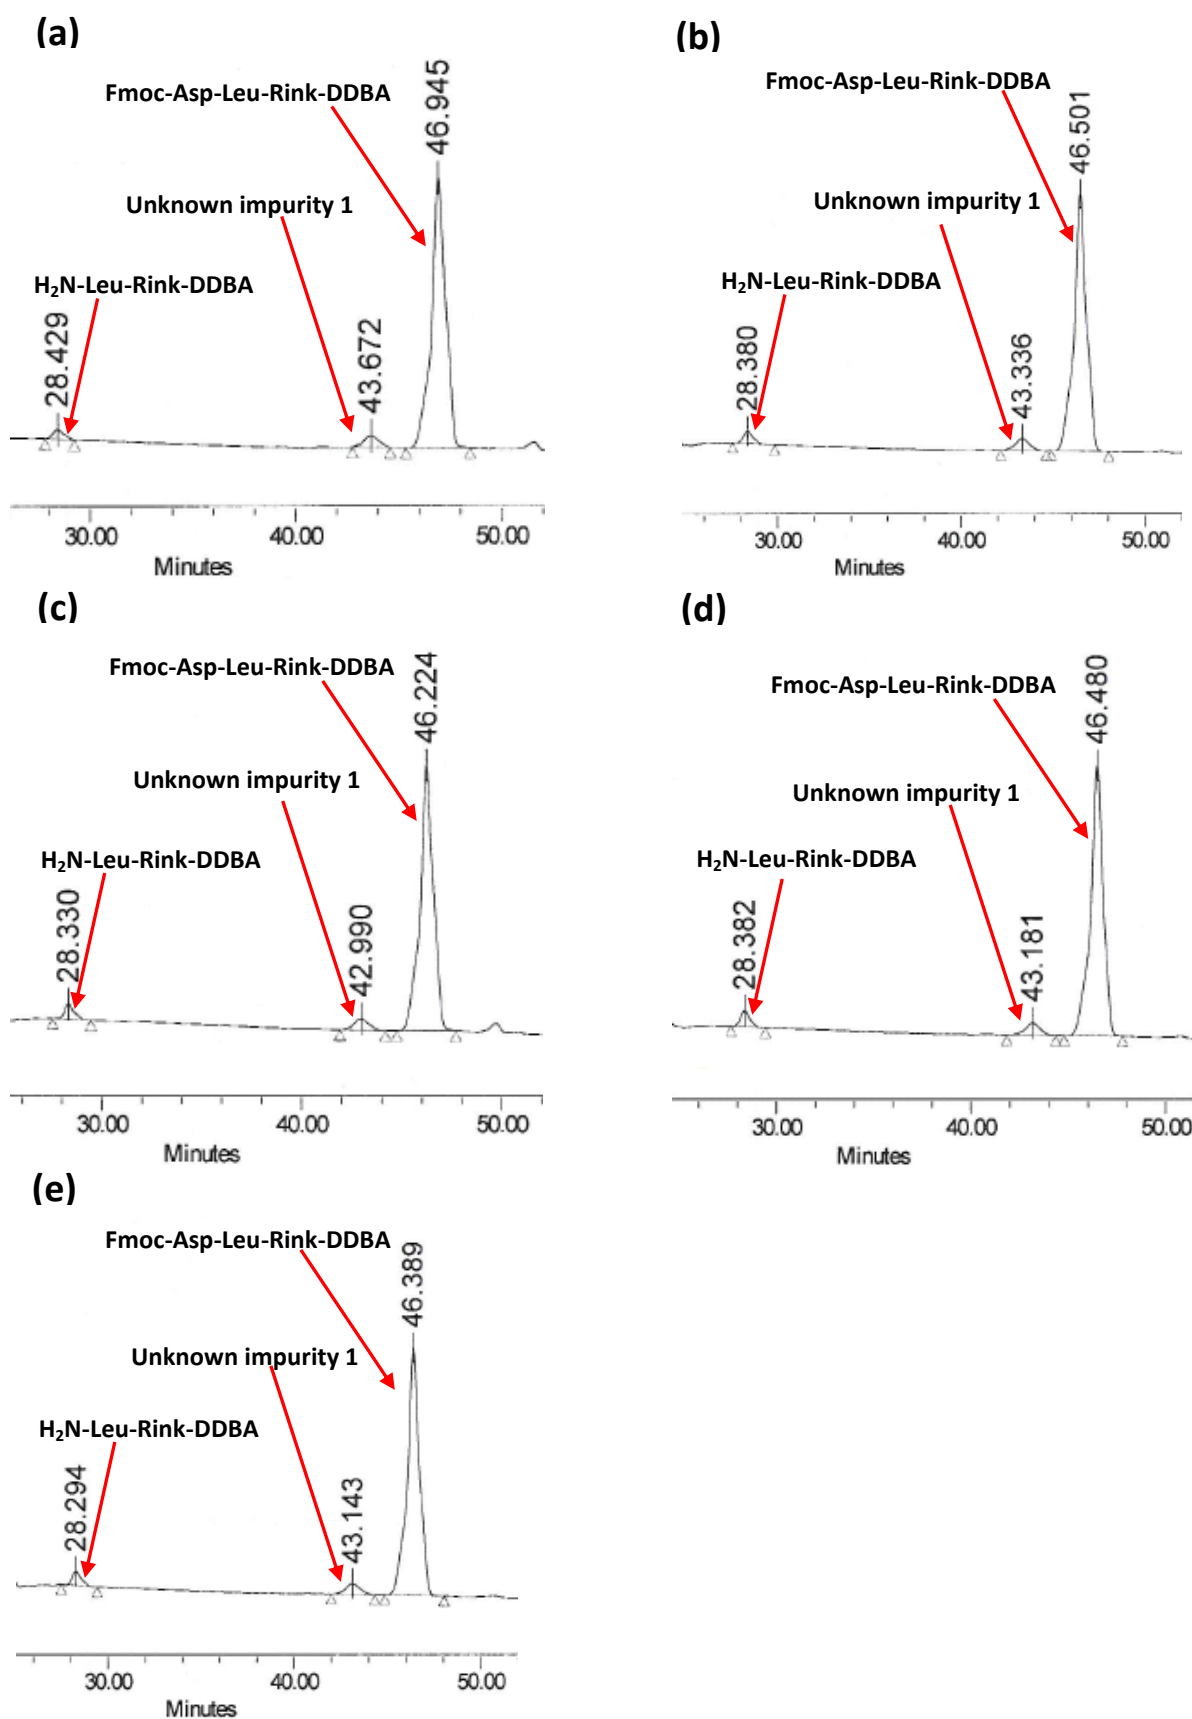 (a)
Fmoc-Asp-Leu-Rink-DDBA
46.945
Unknown impurity 1
H₂N-Leu-Rink-DDBA
28.429
43.672
30.00 40.00 50.00
Minutes
(b)
Fmoc-Asp-Leu-Rink-DDBA
46.501
Unknown impurity 1
H₂N-Leu-Rink-DDBA
28.380
43.336
30.00 40.00 50.00
Minutes
(c)
Fmoc-Asp-Leu-Rink-DDBA
46.224
Unknown impurity 1
H₂N-Leu-Rink-DDBA
28.330
42.990
30.00 40.00 50.00
Minutes
(d)
Fmoc-Asp-Leu-Rink-DDBA
46.480
Unknown impurity 1
H₂N-Leu-Rink-DDBA
28.382
43.181
30.00 40.00 50.00
Minutes
(e)
Fmoc-Asp-Leu-Rink-DDBA
46.389
Unknown impurity 1
H₂N-Leu-Rink-DDBA
28.294
43.143
30.00 40.00 50.00
Minutes